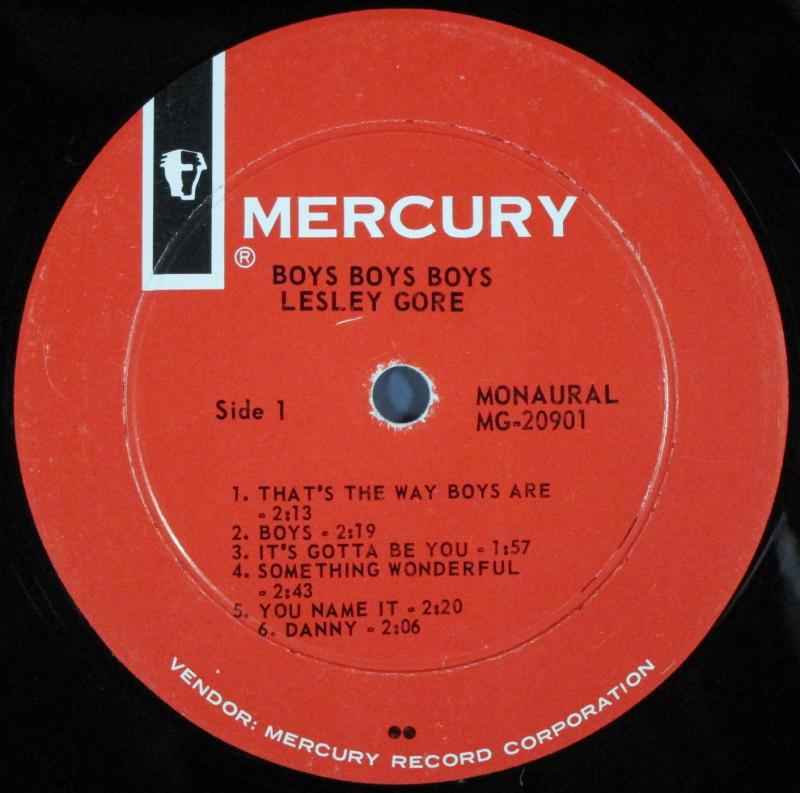 MERCURY
®
BOYS BOYS BOYS
LESLEY GORE
Side 1
MONAURAL
MG-20901
1. THAT'S THE WAY BOYS ARE
- 2:13
2. BOYS - 2:19
3. IT'S GOTTA BE YOU - 1:57
4. SOMETHING WONDERFUL
- 2:43
5. YOU NAME IT - 2:20
6. DANNY - 2:06
VENDOR: MERCURY RECORD CORPORATION